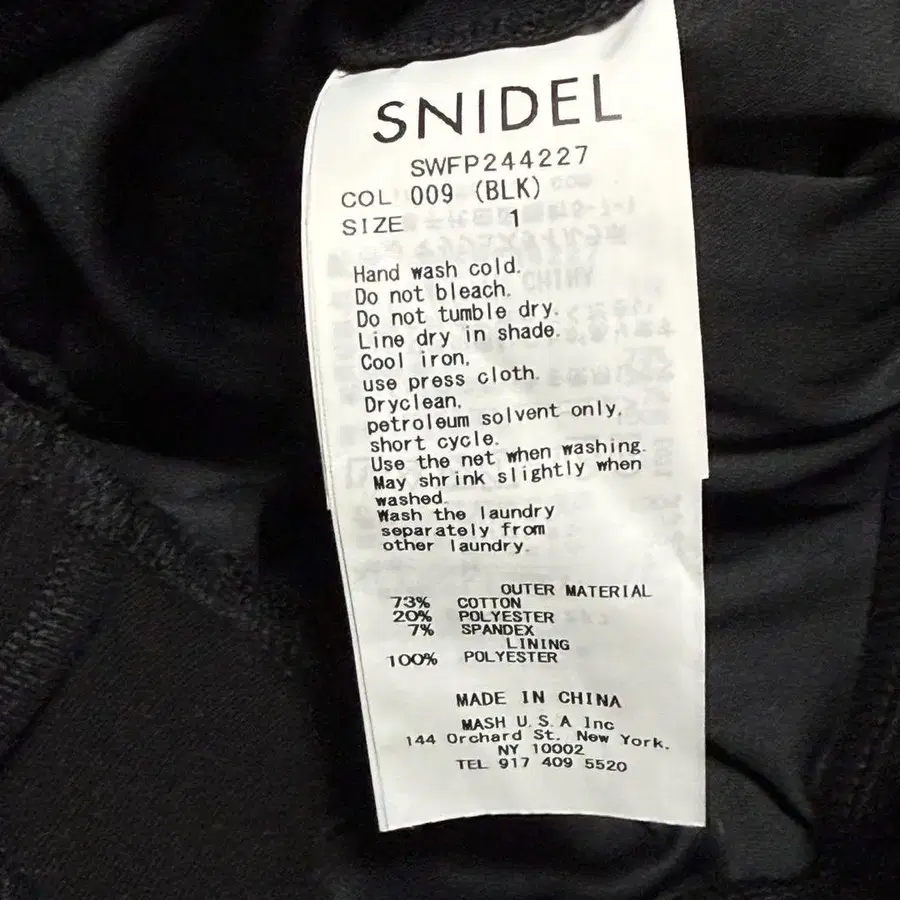 SNIDEL
SWFP244227
COL 009 (BLK)
SIZE 1
Hand wash cold.
Do not bleach.
Do not tumble dry.
Line dry in shade.
Cool iron,
use press cloth.
Dryclean,
petroleum solvent only,
short cycle.
Use the net when washing.
May shrink slightly when
washed.
Wash the laundry
separately from
other laundry.
OUTER MATERIAL
73% COTTON
20% POLYESTER
7% SPANDEX
LINING
100% POLYESTER
MADE IN CHINA
MASH U.S.A Inc
144 Orchard St. New York,
NY 10002
TEL 917 409 5520